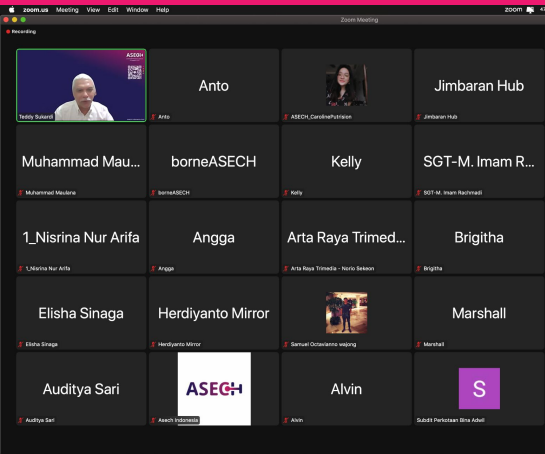 zoom.us Meeting View Edit Window Help
zoom
Zoom Meeting
Recording
ASECH
Teddy Sukardi
Anto
Anto
ASECH_CarolinePutrision
Jimbaran Hub
Jimbaran Hub
Muhammad Mau...
Muhammad Maulana
borneASECH
borneASECH
Kelly
Kelly
SGT-M. Imam R...
SGT-M. Imam Rachmadi
1_Nisrina Nur Arifa
1_Nisrina Nur Arifa
Angga
Angga
Arta Raya Trimed...
Arta Raya Trimedia - Norio Sekeon
Brigitha
Brigitha
Elisha Sinaga
Elisha Sinaga
Herdiyanto Mirror
Herdiyanto Mirror
Samuel Octavianno wajong
Marshall
Marshall
Auditya Sari
Auditya Sari
ASECH
Asech Indonesia
Alvin
Alvin
S
Subdit Perkotaan Bina Adwil